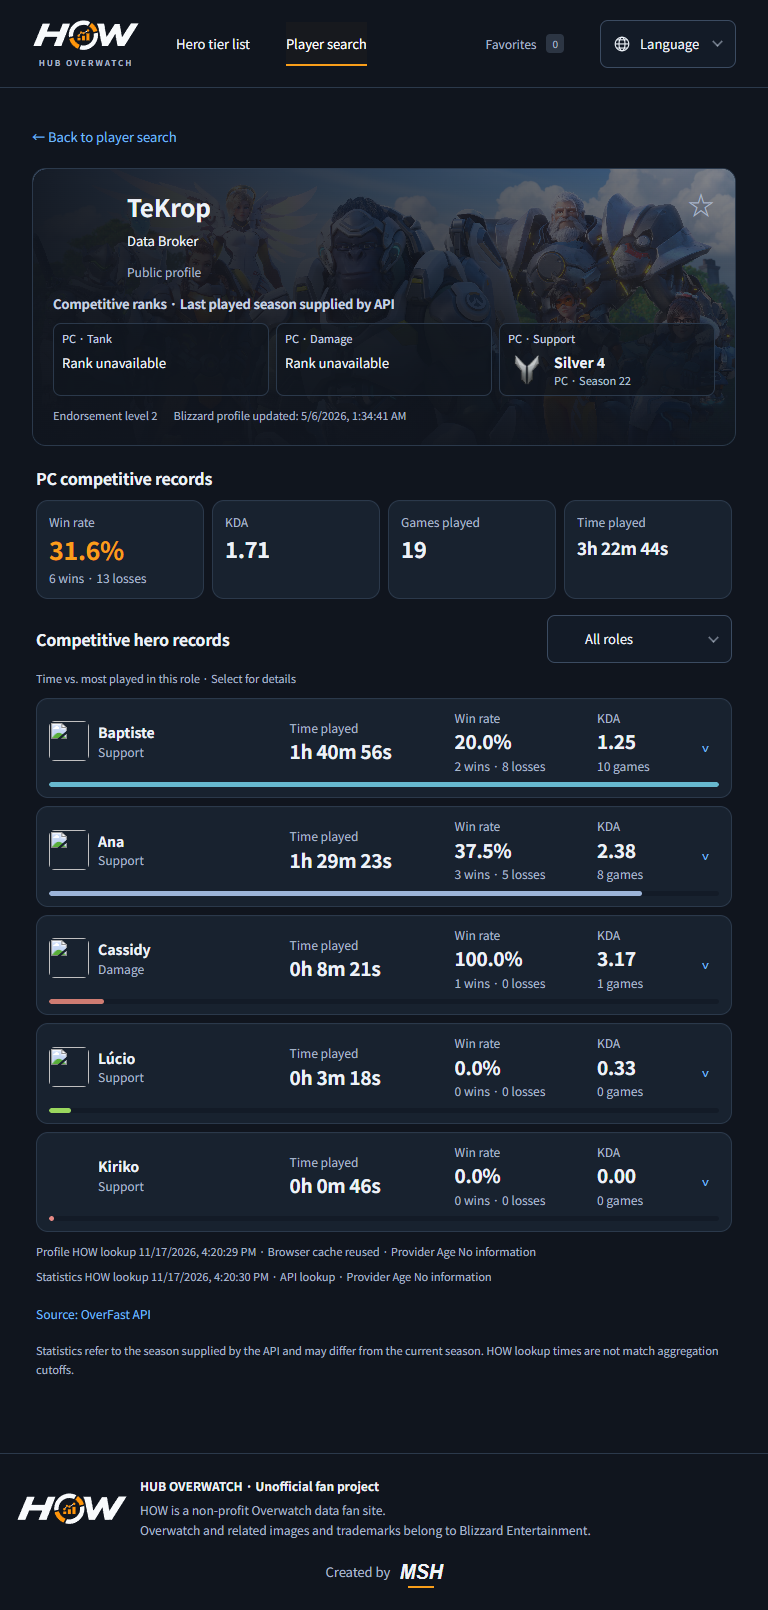 HOW
HUB OVERWATCH
Hero tier list
Player search
Favorites 0
Language
← Back to player search
TeKrop
Data Broker
Public profile
Competitive ranks · Last played season supplied by API
PC · Tank
Rank unavailable
PC · Damage
Rank unavailable
PC · Support
Silver 4
PC · Season 22
Endorsement level 2 Blizzard profile updated: 5/6/2026, 1:34:41 AM
PC competitive records
Win rate
31.6%
6 wins · 13 losses
KDA
1.71
Games played
19
Time played
3h 22m 44s
Competitive hero records
All roles
Time vs. most played in this role · Select for details
Baptiste
Support
Time played
1h 40m 56s
Win rate
20.0%
2 wins · 8 losses
KDA
1.25
10 games
v
Ana
Support
Time played
1h 29m 23s
Win rate
37.5%
3 wins · 5 losses
KDA
2.38
8 games
v
Cassidy
Damage
Time played
0h 8m 21s
Win rate
100.0%
1 wins · 0 losses
KDA
3.17
1 games
v
Lúcio
Support
Time played
0h 3m 18s
Win rate
0.0%
0 wins · 0 losses
KDA
0.33
0 games
v
Kiriko
Support
Time played
0h 0m 46s
Win rate
0.0%
0 wins · 0 losses
KDA
0.00
0 games
v
Profile HOW lookup 11/17/2026, 4:20:29 PM · Browser cache reused · Provider Age No information
Statistics HOW lookup 11/17/2026, 4:20:30 PM · API lookup · Provider Age No information
Source: OverFast API
Statistics refer to the season supplied by the API and may differ from the current season. HOW lookup times are not match aggregation
cutoffs.
HOW
HUB OVERWATCH · Unofficial fan project
HOW is a non-profit Overwatch data fan site.
Overwatch and related images and trademarks belong to Blizzard Entertainment.
Created by MSH